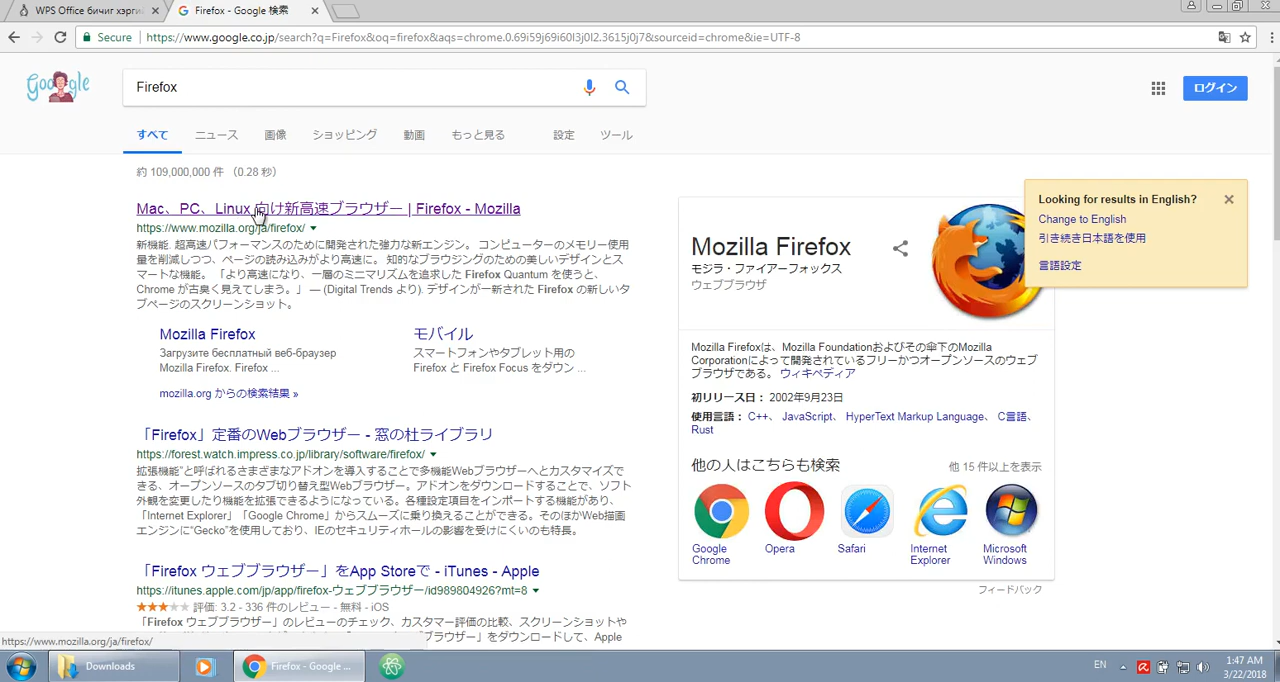 WPS Office бичиг хэрги
Firefox - Google 検索
Secure
https://www.google.co.jp/search?q=Firefox&oq=firefox&aqs=chrome.0.69i59j69i60l3j0l2.3615j0j7&sourceid=chrome&ie=UTF-8
Google
Firefox
ログイン
すべて ニュース 画像 ショッピング 動画 もっと見る 設定 ツール
約 109,000,000 件 （0.28 秒）
Mac、PC、Linux 向け新高速ブラウザー | Firefox - Mozilla
https://www.mozilla.org/ja/firefox/
新機能. 超高速パフォーマンスのために開発された強力な新エンジン。 コンピューターのメモリー使用
量を削減しつつ、ページの読み込みがより高速に。 知的なブラウジングのための美しいデザインとス
マートな機能。 「より高速になり、一層のミニマリズムを追求した Firefox Quantum を使うと、
Chrome が古臭く見えてしまう。」 — (Digital Trends より). デザインが一新された Firefox の新しいタ
ブページのスクリーンショット。
Mozilla Firefox
Загрузите бесплатный веб-браузер
Mozilla Firefox. Firefox ...
モバイル
スマートフォンやタブレット用の
Firefox と Firefox Focus をダウン ...
mozilla.org からの検索結果 »
「Firefox」定番のWebブラウザー - 窓の杜ライブラリ
https://forest.watch.impress.co.jp/library/software/firefox/
拡張機能”と呼ばれるさまざまなアドオンを導入することで多機能Webブラウザーへとカスタマイズで
きる、オープンソースのタブ切り替え型Webブラウザー。アドオンをダウンロードすることで、ソフト
外観を変更したり機能を拡張できるようになっている。各種設定項目をインポートする機能があり、
「Internet Explorer」「Google Chrome」からスムーズに乗り換えることができる。そのほかWeb描画
エンジンに“Gecko”を使用しており、IEのセキュリティホールの影響を受けにくいのも特長。
「Firefox ウェブブラウザー」をApp Storeで - iTunes - Apple
https://itunes.apple.com/jp/app/firefox-ウェブブラウザー/id989804926?mt=8
評価: 3.2 - 336 件のレビュー - 無料 - iOS
「Firefox ウェブブラウザー」のレビューのチェック、カスタマー評価の比較、スクリーンショットや
ブラウザー」をダウンロードして、Apple
https://www.mozilla.org/ja/firefox/
Mozilla Firefox
モジラ・ファイアーフォックス
ウェブブラウザ
Mozilla Firefoxは、Mozilla Foundationおよびその傘下のMozilla
Corporationによって開発されているフリーかつオープンソースのウェブ
ブラウザである。 ウィキペディア
初リリース日： 2002年9月23日
使用言語： C++、 JavaScript、 HyperText Markup Language、 C言語、
Rust
他の人はこちらも検索
他 15 件以上を表示
Google
Chrome
Opera
Safari
Internet
Explorer
Microsoft
Windows
フィードバック
Looking for results in English?
Change to English
引き続き日本語を使用
言語設定
Downloads
Firefox - Google ...
EN
1:47 AM
3/22/2018